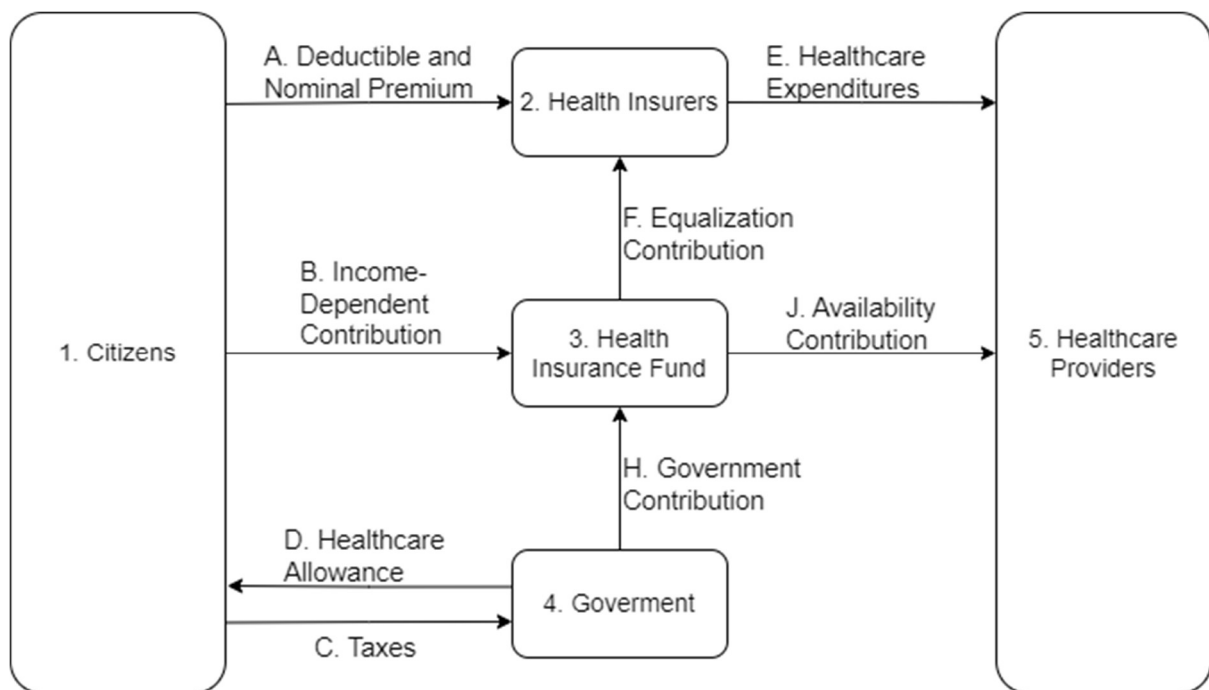 A. Deductible and
Nominal Premium
2. Health Insurers
E. Healthcare
Expenditures
F. Equalization
Contribution
B. Income-
Dependent
Contribution
1. Citizens
3. Health
Insurance Fund
J. Availability
Contribution
5. Healthcare
Providers
H. Government
Contribution
D. Healthcare
Allowance
4. Goverment
C. Taxes